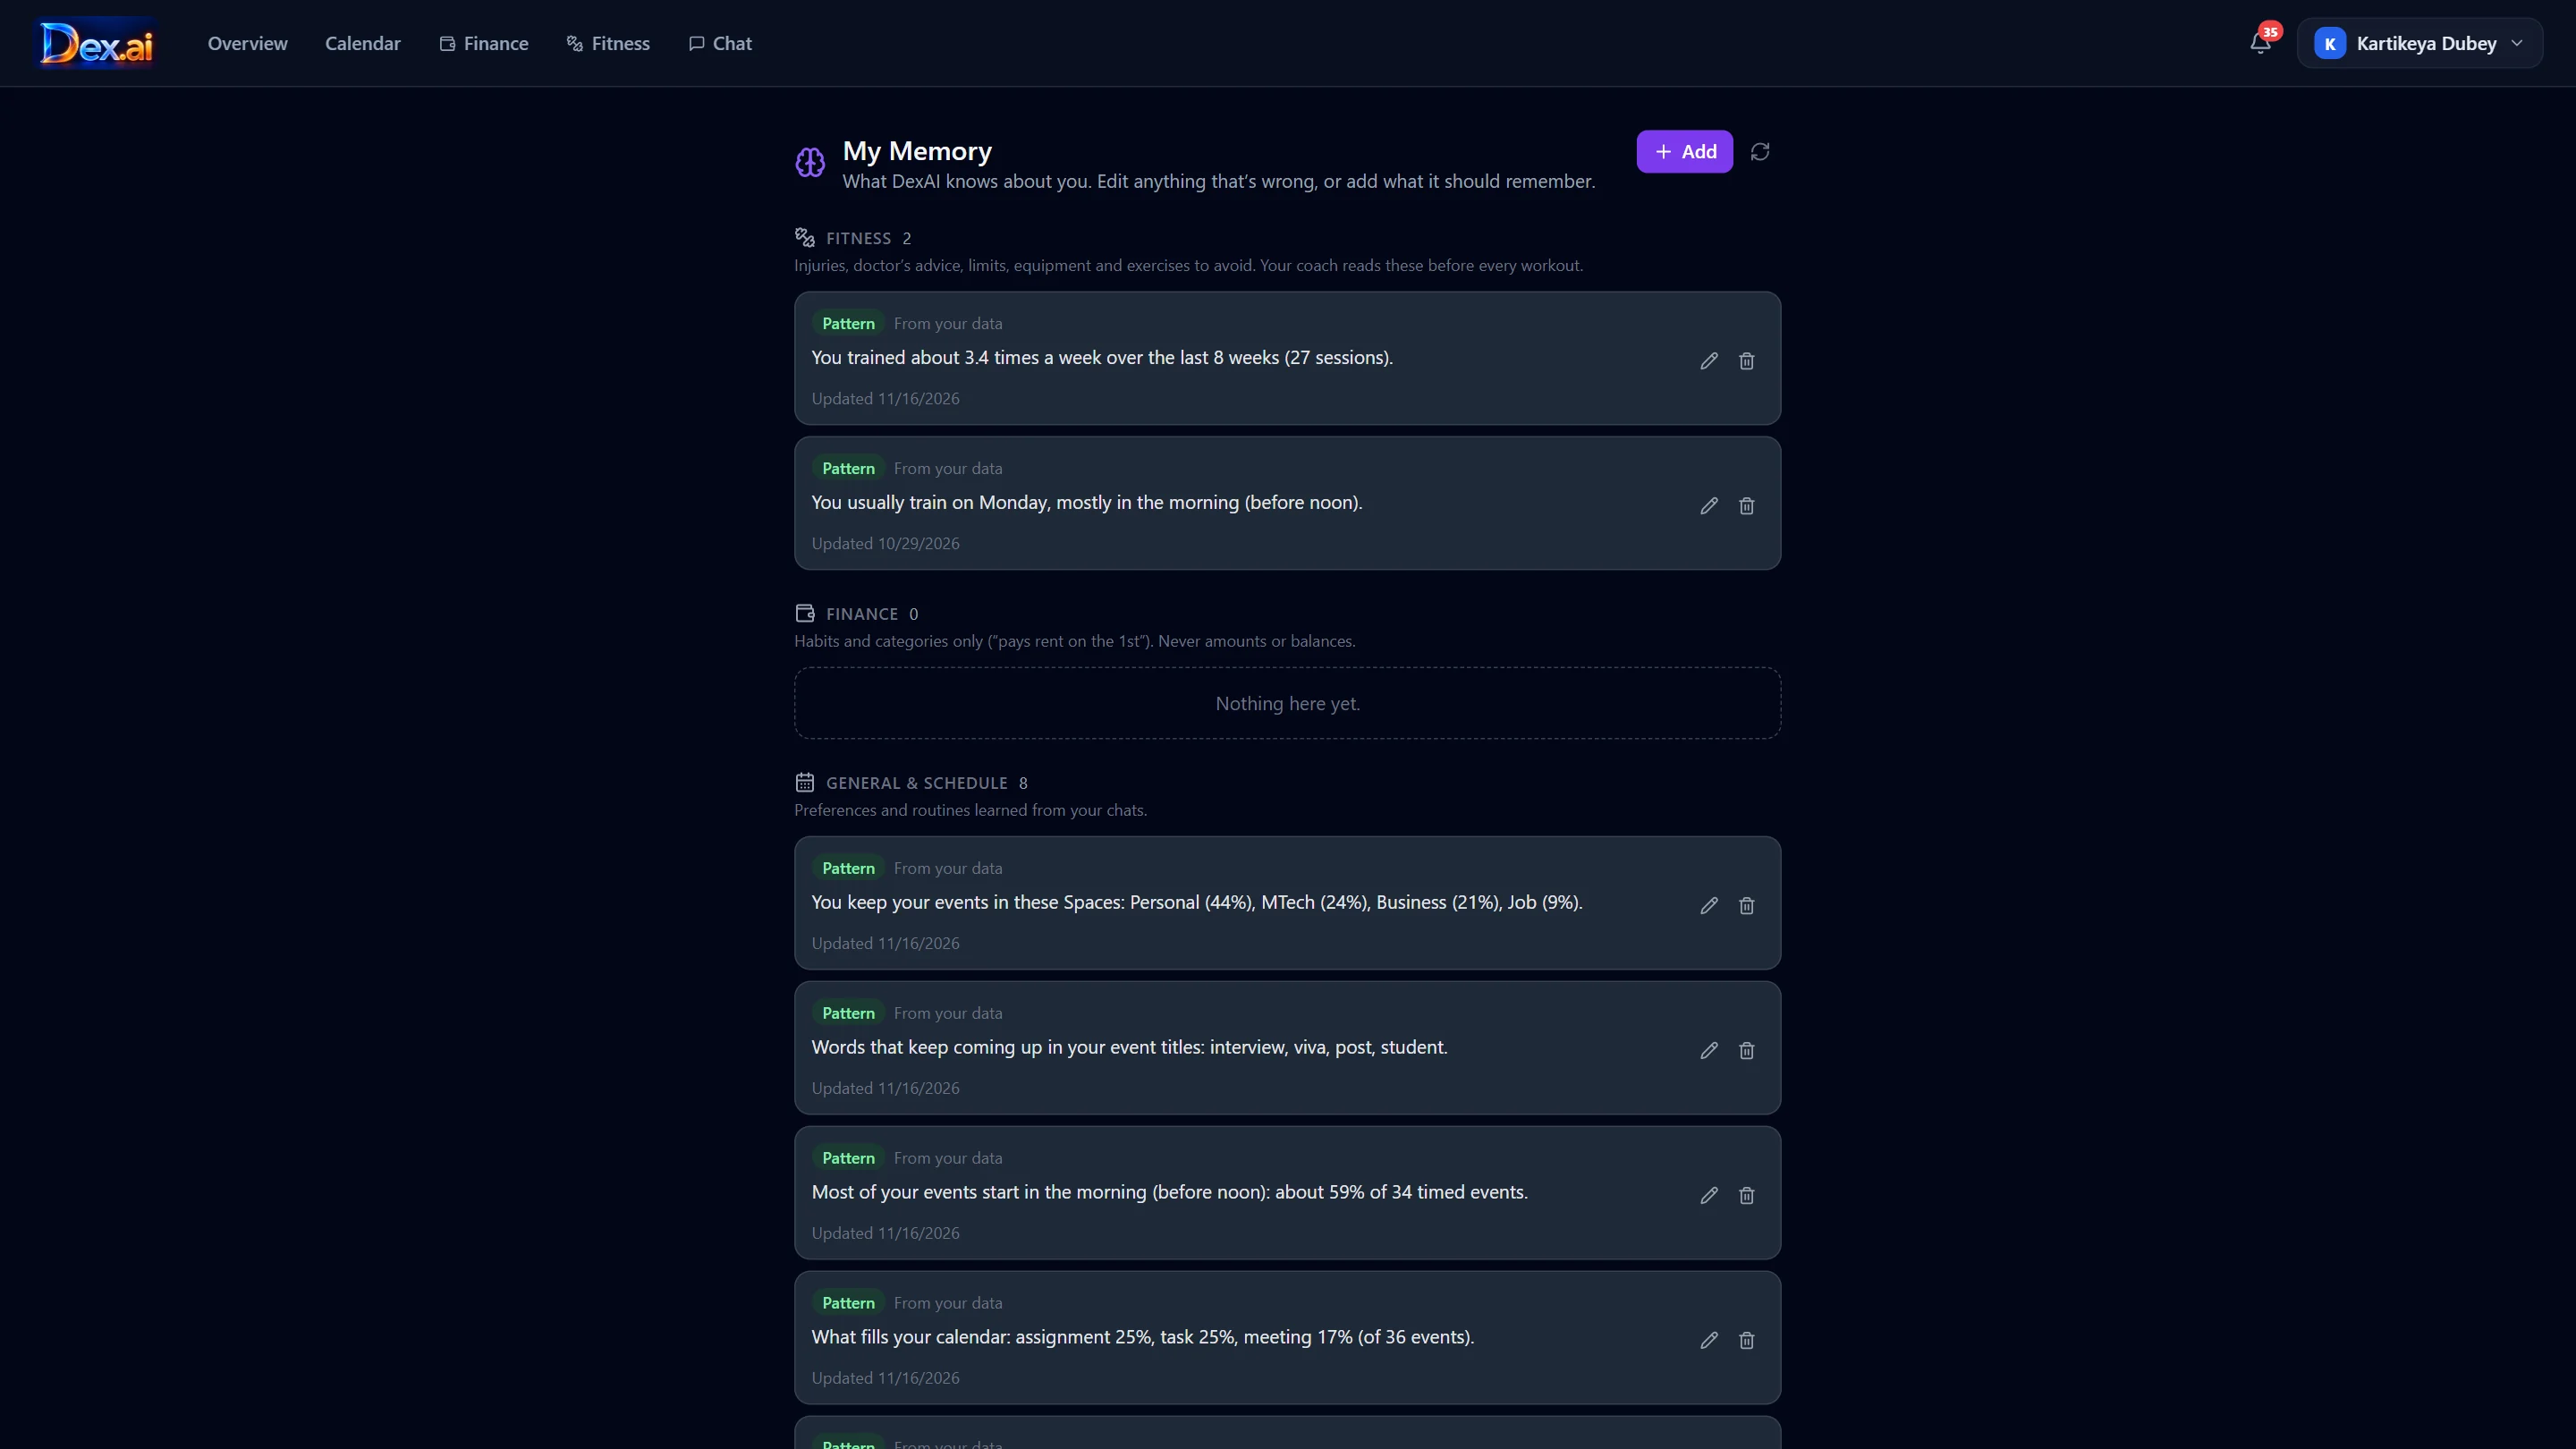 Dex.ai
Overview
Calendar
Finance
Fitness
Chat
35
K
Kartikeya Dubey
My Memory
What DexAI knows about you. Edit anything that's wrong, or add what it should remember.
+ Add
FITNESS 2
Injuries, doctor's advice, limits, equipment and exercises to avoid. Your coach reads these before every workout.
Pattern From your data
You trained about 3.4 times a week over the last 8 weeks (27 sessions).
Updated 11/16/2026
Pattern From your data
You usually train on Monday, mostly in the morning (before noon).
Updated 10/29/2026
FINANCE 0
Habits and categories only ("pays rent on the 1st"). Never amounts or balances.
Nothing here yet.
GENERAL & SCHEDULE 8
Preferences and routines learned from your chats.
Pattern From your data
You keep your events in these Spaces: Personal (44%), MTech (24%), Business (21%), Job (9%).
Updated 11/16/2026
Pattern From your data
Words that keep coming up in your event titles: interview, viva, post, student.
Updated 11/16/2026
Pattern From your data
Most of your events start in the morning (before noon): about 59% of 34 timed events.
Updated 11/16/2026
Pattern From your data
What fills your calendar: assignment 25%, task 25%, meeting 17% (of 36 events).
Updated 11/16/2026
Pattern From your data